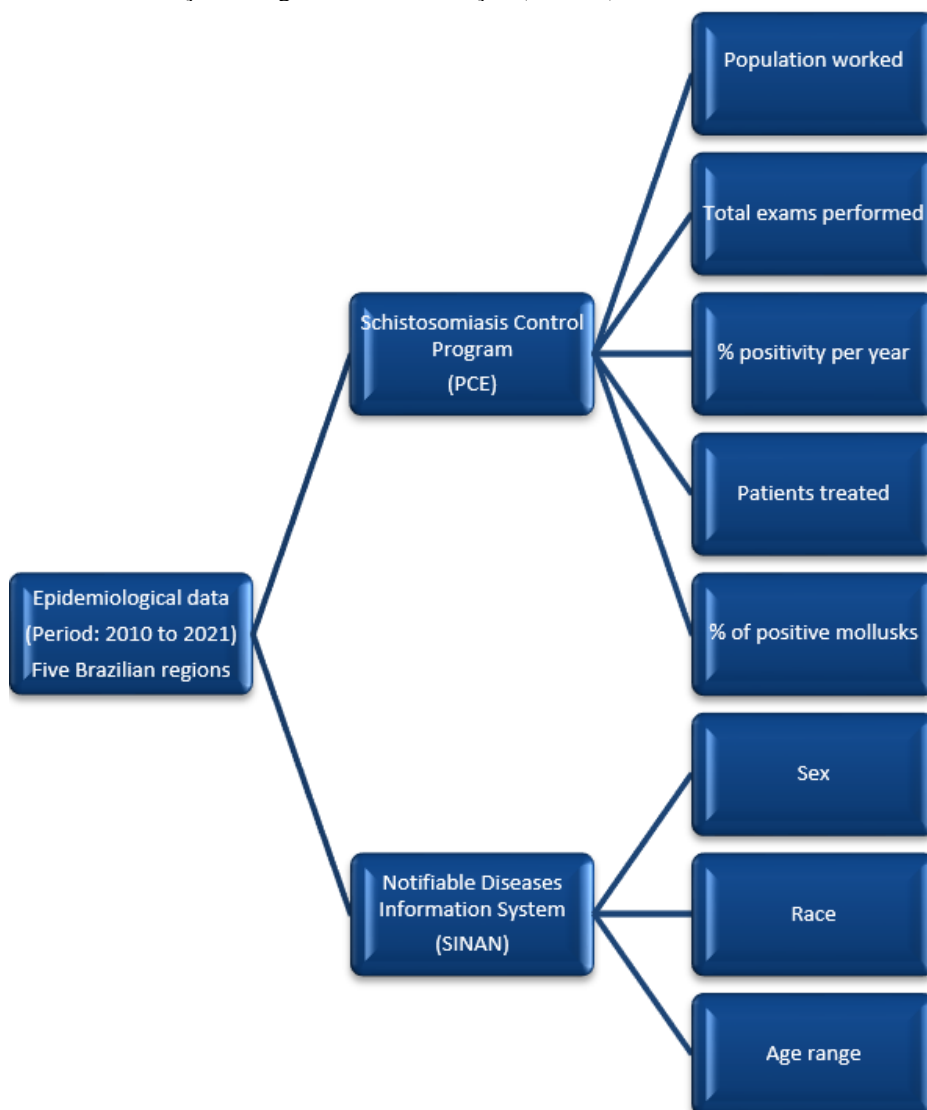 Population worked
Total exams performed
Schistosomiasis Control
Program
(PCE)
% positivity per year
Patients treated
Epidemiological data
(Period: 2010 to 2021)
Five Brazilian regions
% of positive mollusks
Sex
Notifiable Diseases
Information System
(SINAN)
Race
Age range